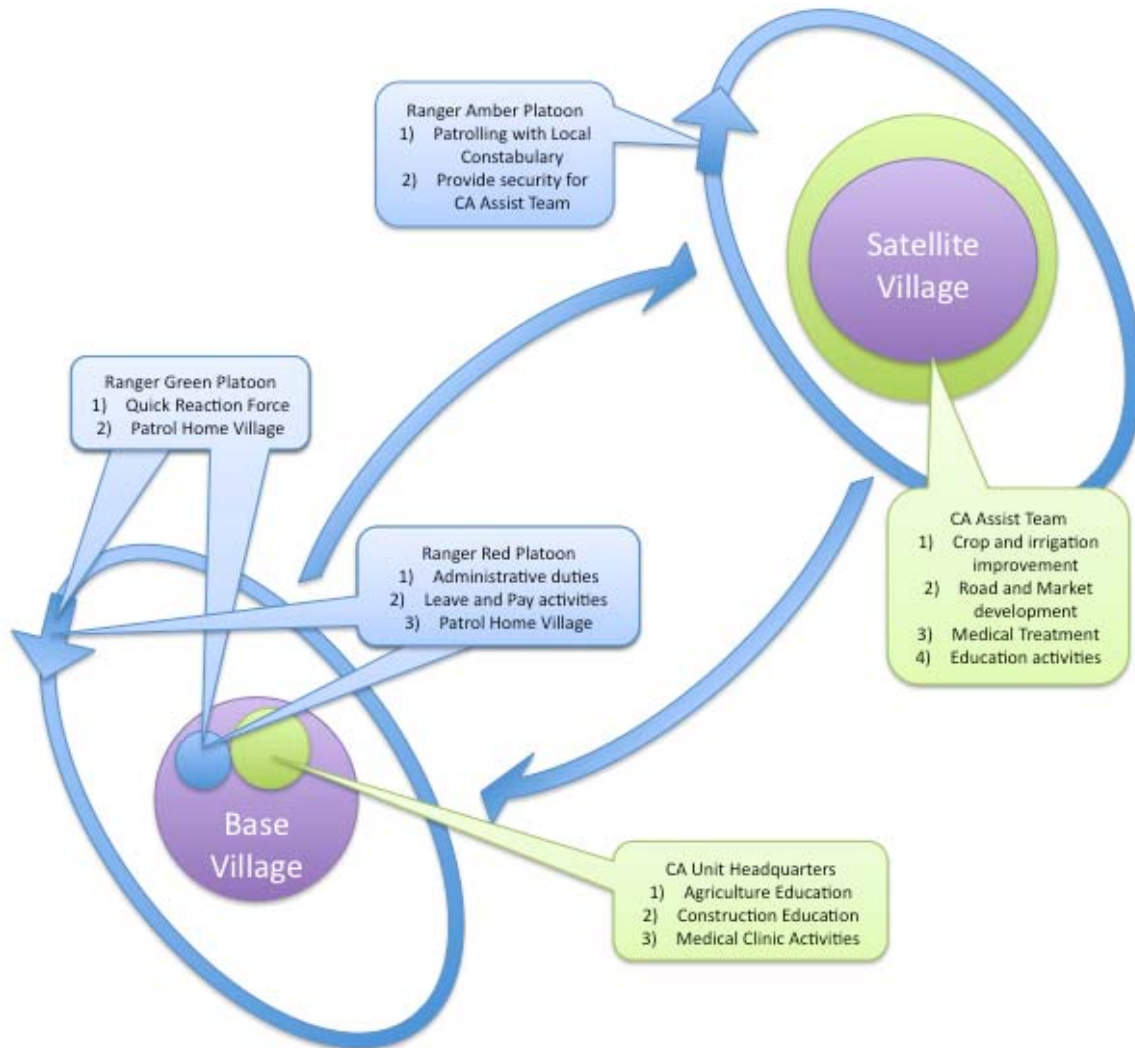 Ranger Amber Platoon
1) Patrolling with Local
Constabulary
2) Provide security for
CA Assist Team
Satellite
Village
Ranger Green Platoon
1) Quick Reaction Force
2) Patrol Home Village
Ranger Red Platoon
1) Administrative duties
2) Leave and Pay activities
3) Patrol Home Village
CA Assist Team
1) Crop and irrigation
improvement
2) Road and Market
development
3) Medical Treatment
4) Education activities
Base
Village
CA Unit Headquarters
1) Agriculture Education
2) Construction Education
3) Medical Clinic Activities